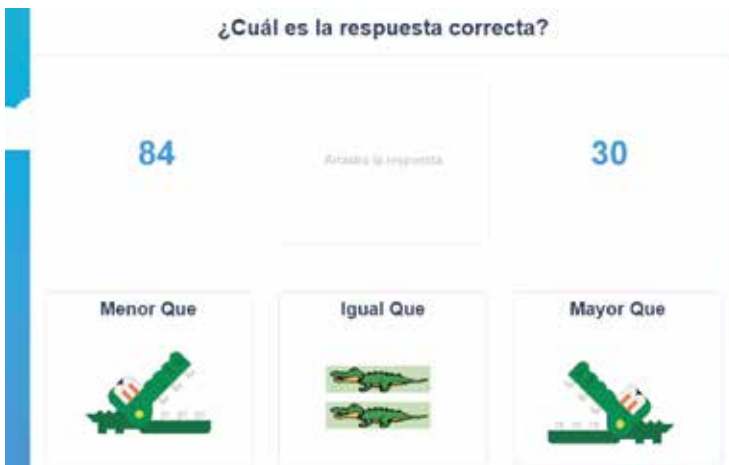 ¿Cuál es la respuesta correcta?
84
Arrastra la respuesta
30
Menor Que
Igual Que
Mayor Que